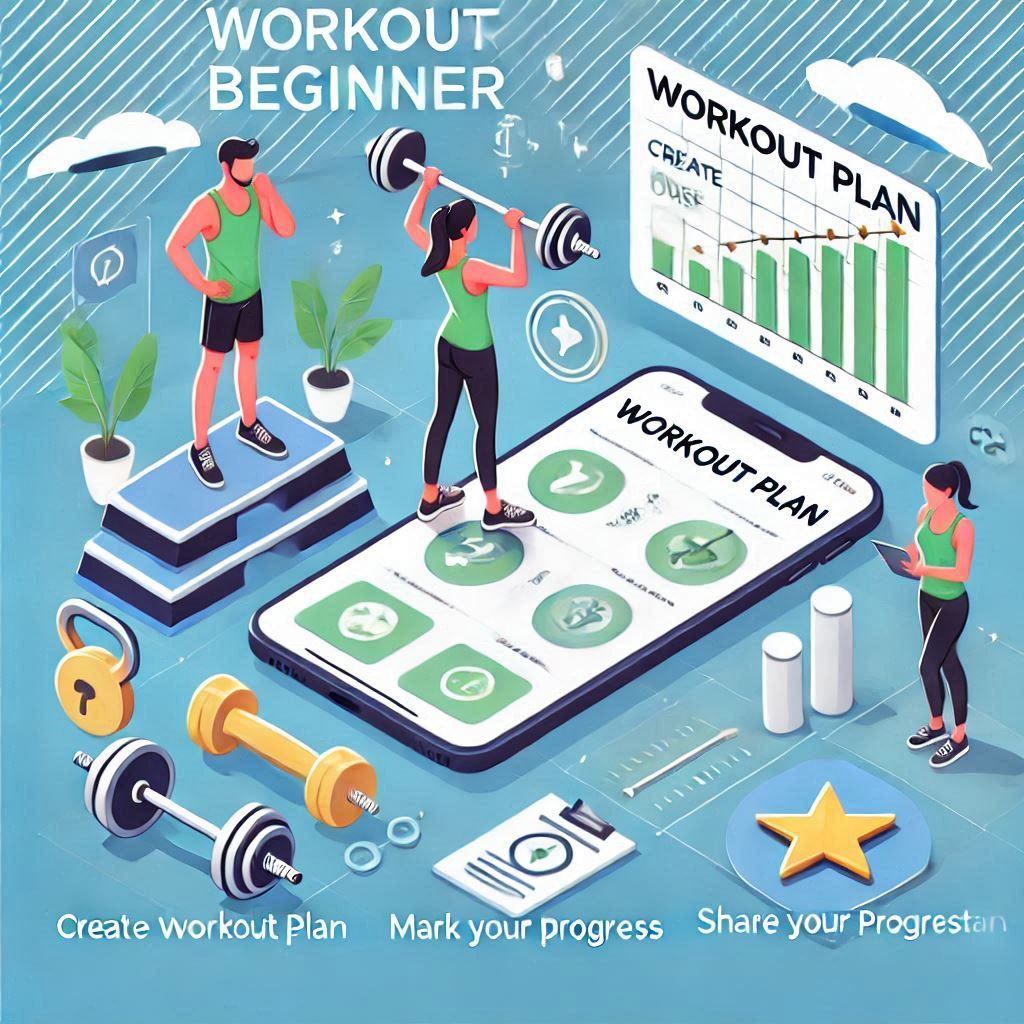 WORKOUT
BEGINNER
WORKOUT PLAN
CREATE
WORKOUT PLAN
Create Workout Plan
Mark your progress
Share your Progrestan